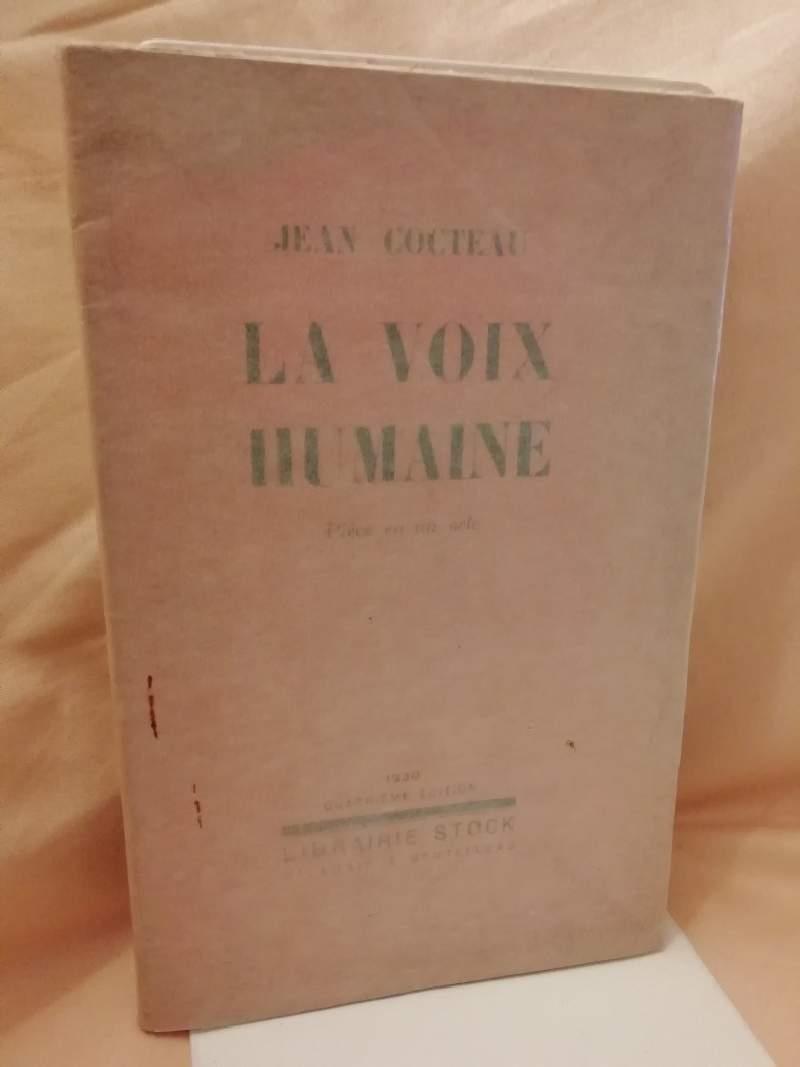 JEAN COCTEAU
LA VOIX
HUMAINE
Pièce en un acte
1930
QUATRIÈME ÉDITION
LIBRAIRIE STOCK